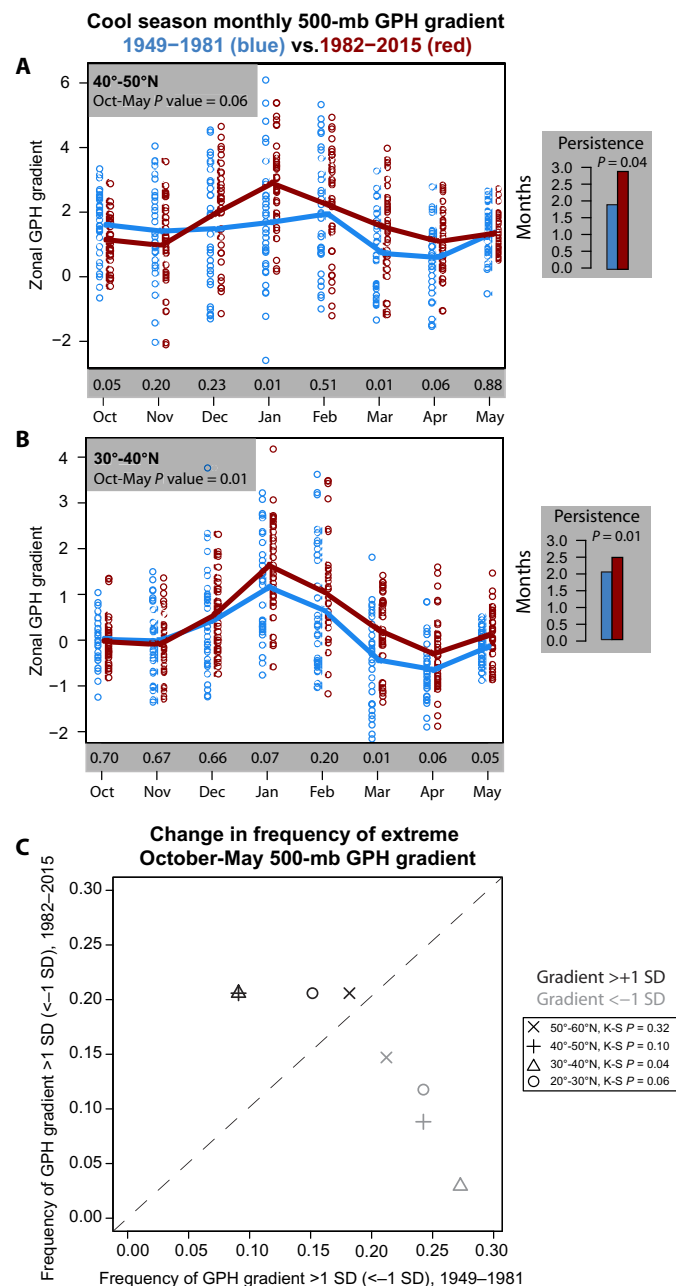 Cool season monthly 500-mb GPH gradient
1949−1981 (blue) vs.1982−2015 (red)
A
40°-50°N
Oct-May P value = 0.06
Zonal GPH gradient
6
4
2
0
−2
0.05 0.20 0.23 0.01 0.51 0.01 0.06 0.88
Oct Nov Dec Jan Feb Mar Apr May
Persistence
P = 0.04
Months
3.0
2.5
2.0
1.5
1.0
0.5
0.0
B
30°-40°N
Oct-May P value = 0.01
Zonal GPH gradient
4
3
2
1
0
−1
−2
0.70 0.67 0.66 0.07 0.20 0.01 0.06 0.05
Oct Nov Dec Jan Feb Mar Apr May
Persistence
P = 0.01
Months
3.0
2.5
2.0
1.5
1.0
0.5
0.0
C
Change in frequency of extreme
October-May 500-mb GPH gradient
Frequency of GPH gradient >1 SD (<−1 SD), 1982–2015
0.30
0.25
0.20
0.15
0.10
0.05
0.00
0.00 0.05 0.10 0.15 0.20 0.25 0.30
Frequency of GPH gradient >1 SD (<−1 SD), 1949–1981
Gradient >+1 SD
Gradient <−1 SD
50°-60°N, K-S P = 0.32
40°-50°N, K-S P = 0.10
30°-40°N, K-S P = 0.04
20°-30°N, K-S P = 0.06